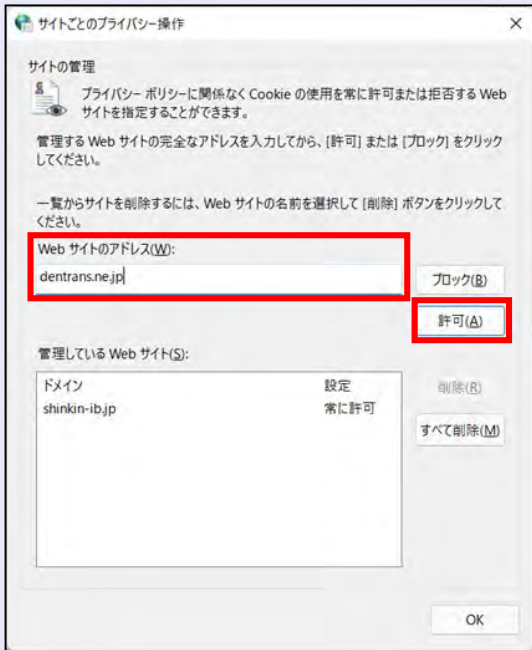 サイトごとのプライバシー操作
サイトの管理
プライバシー ポリシーに関係なく Cookie の使用を常に許可または拒否する Web
サイトを指定することができます。
管理する Web サイトの完全なアドレスを入力してから、[許可] または [ブロック] をクリック
してください。
一覧からサイトを削除するには、Web サイトの名前を選択して [削除] ボタンをクリックして
ください。
Web サイトのアドレス(W):
dentrans.ne.jp
ブロック(B)
許可(A)
管理している Web サイト(S):
ドメイン 設定
shinkin-ib.jp 常に許可
削除(R)
すべて削除(M)
OK